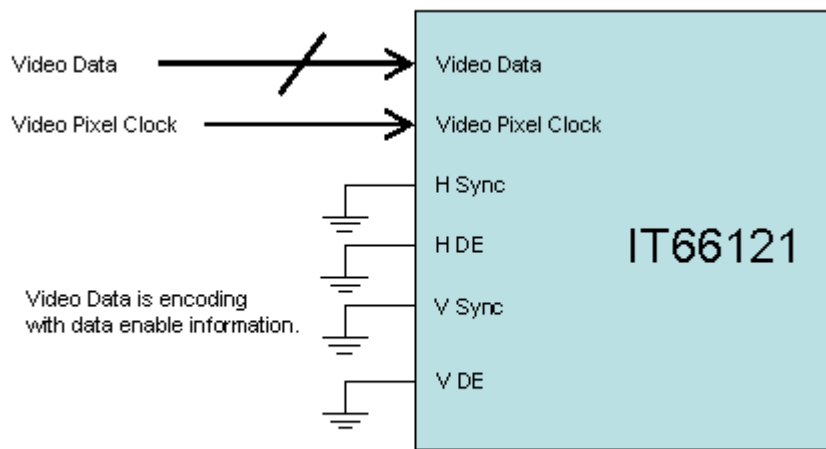 Video Data
Video Data
Video Pixel Clock
Video Pixel Clock
H Sync
H DE
IT66121
Video Data is encoding
with data enable information.
V Sync
V DE